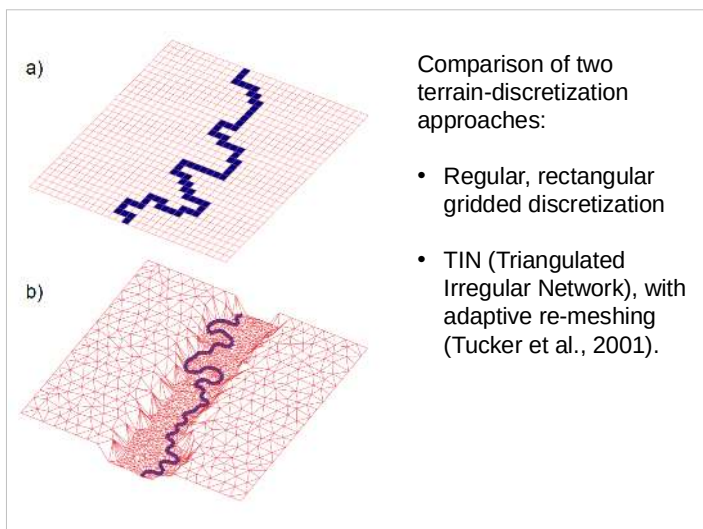 a)
b)
Comparison of two
terrain-discretization
approaches:
• Regular, rectangular
gridded discretization
• TIN (Triangulated
Irregular Network), with
adaptive re-meshing
(Tucker et al., 2001).